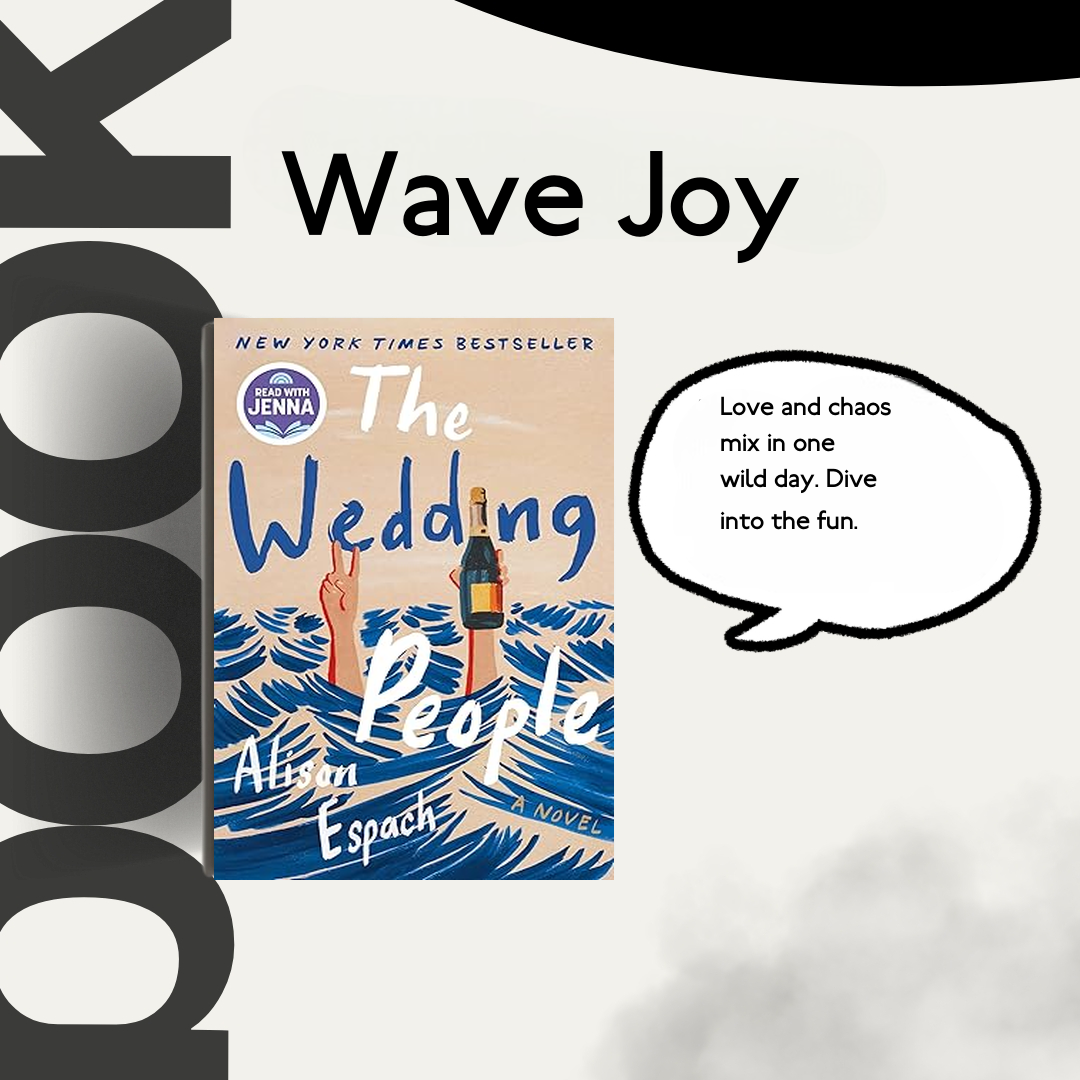 book
Wave Joy
NEW YORK TIMES BESTSELLER
READ WITH
JENNA
The
Wedding
People
Alison
Espach
A NOVEL
Love and chaos
mix in one
wild day. Dive
into the fun.